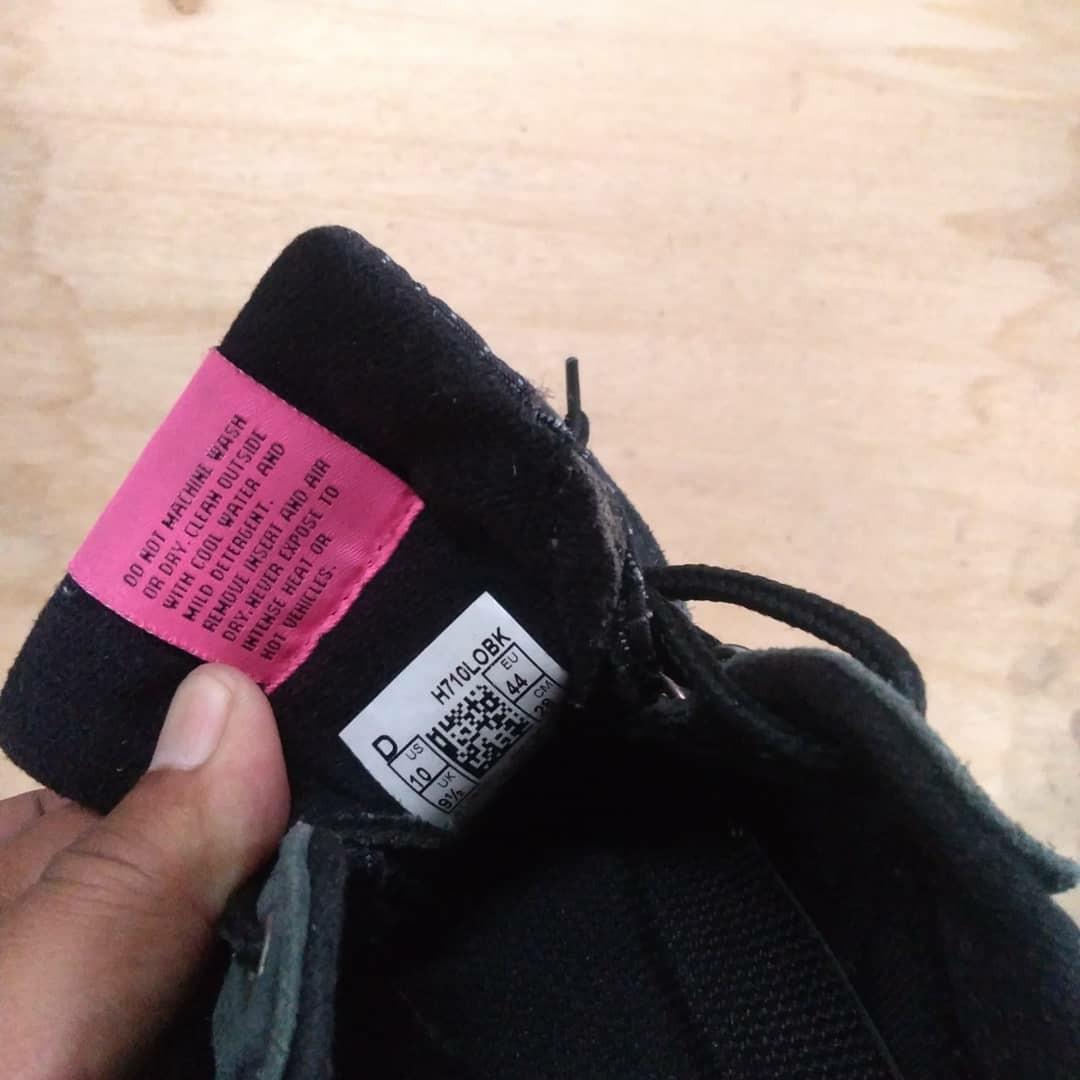 DO NOT MACHINE WASH
OR DRY. CLEAN OUTSIDE
WITH COOL WATER AND
MILD DETERGENT.
REMOVE INSERT AND AIR
DRY. NEVER EXPOSE TO
INTENSE HEAT OR
HOT VEHICLES.
H710LOBK
D
US
10
UK
9½
EU
44
CM